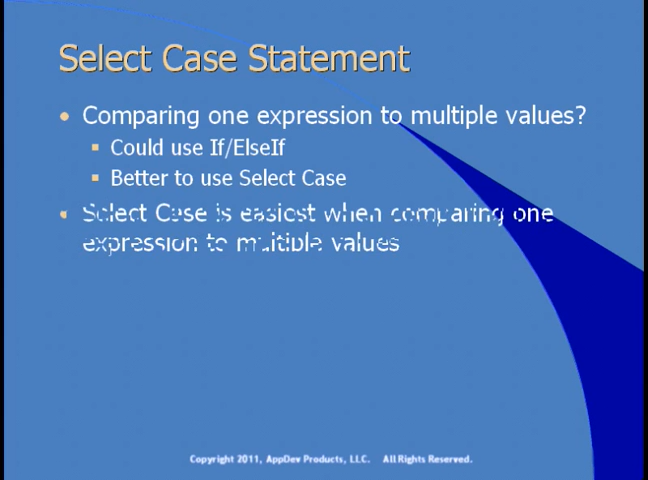 Select Case Statement
• Comparing one expression to multiple values?
▪ Could use If/ElseIf
▪ Better to use Select Case
• Select Case is easiest when comparing one
expression to multiple values
Copyright 2011, AppDev Products, LLC. All Rights Reserved.